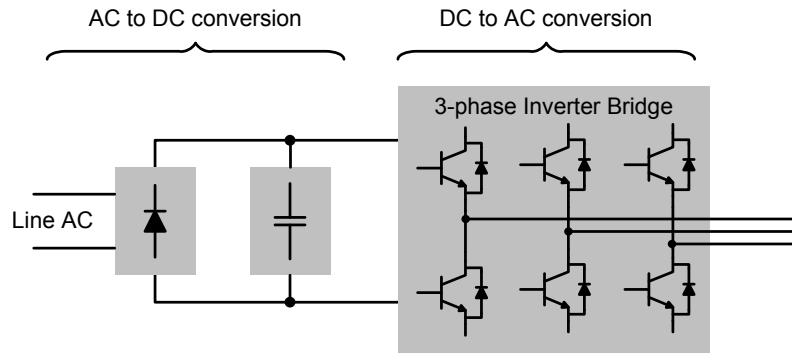 AC to DC conversion
DC to AC conversion
3-phase Inverter Bridge
Line AC